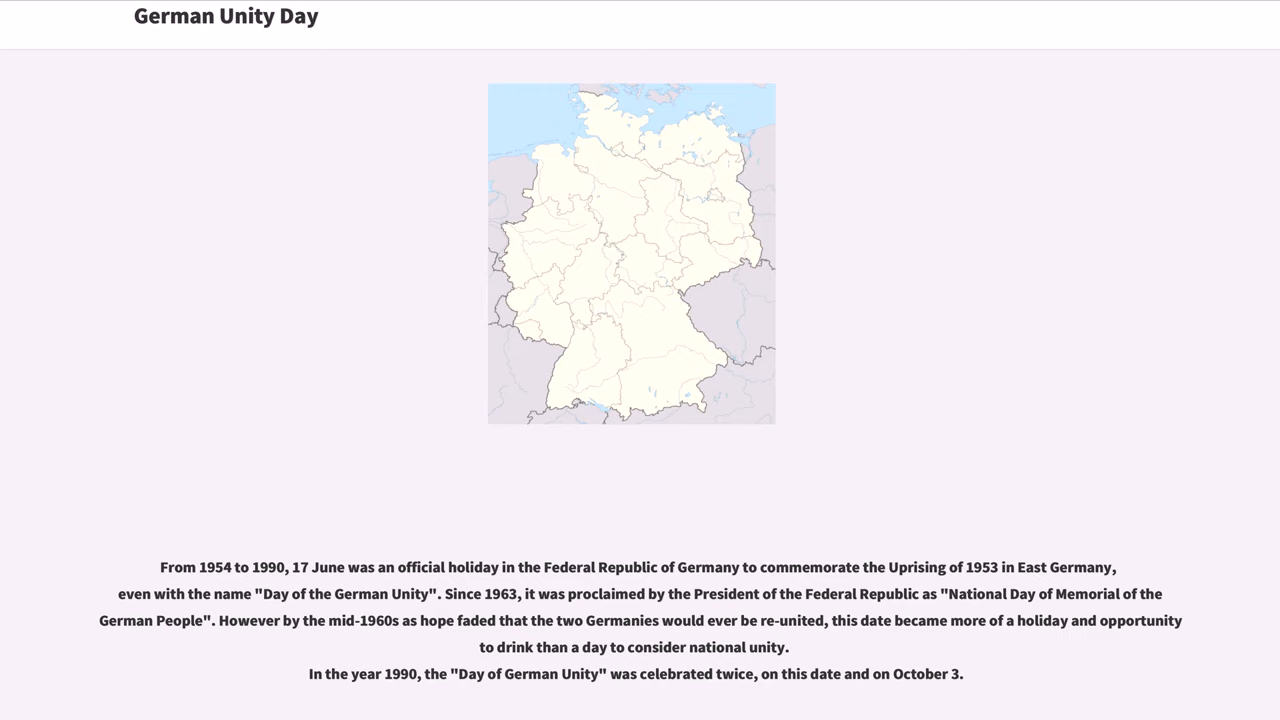 German Unity Day
From 1954 to 1990, 17 June was an official holiday in the Federal Republic of Germany to commemorate the Uprising of 1953 in East Germany,
even with the name "Day of the German Unity". Since 1963, it was proclaimed by the President of the Federal Republic as "National Day of Memorial of the
German People". However by the mid-1960s as hope faded that the two Germanies would ever be re-united, this date became more of a holiday and opportunity
to drink than a day to consider national unity.
In the year 1990, the "Day of German Unity" was celebrated twice, on this date and on October 3.